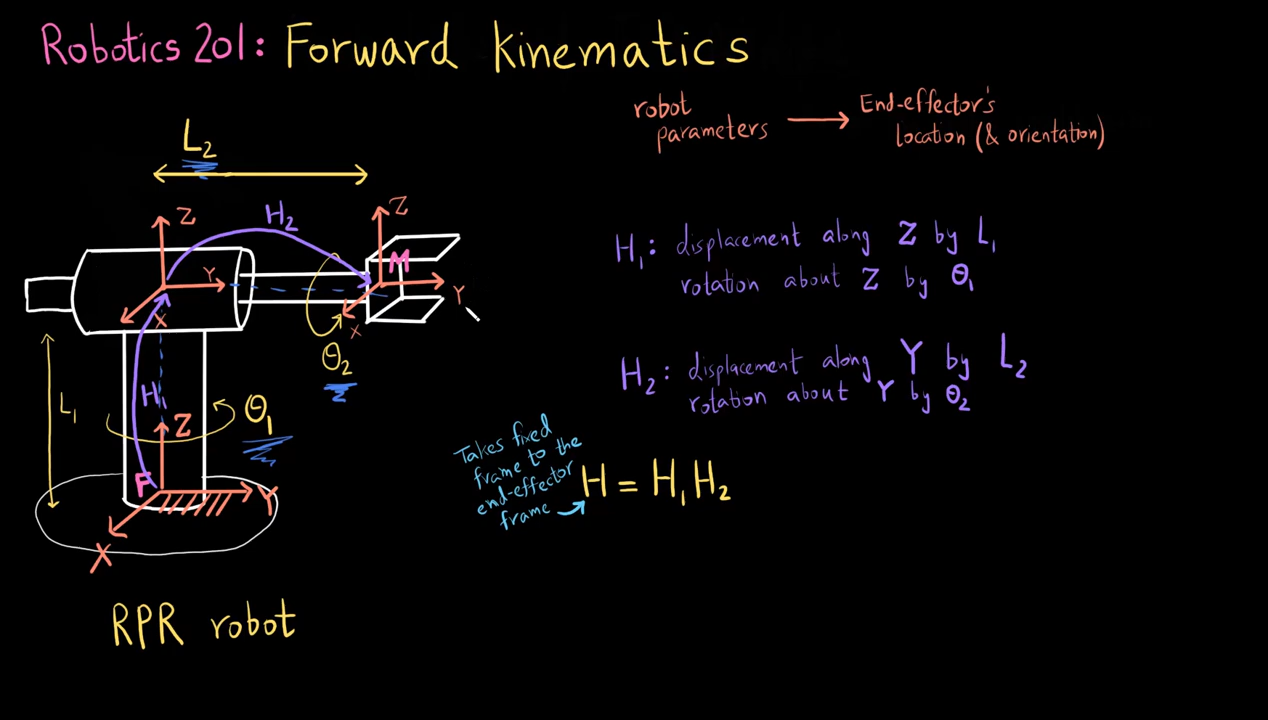 Robotics 201: Forward kinematics
robot parameters → End-effector's location (& orientation)
L₂
H₂
Z
Z
M
Y
Y
X
X
θ₂
L₁
H₁
θ₁
Z
F
Y
X
H₁: displacement along Z by L₁
rotation about Z by θ₁
H₂: displacement along Y by L₂
rotation about Y by θ₂
Takes fixed
frame to the
end-effector
frame
H = H₁H₂
RPR robot